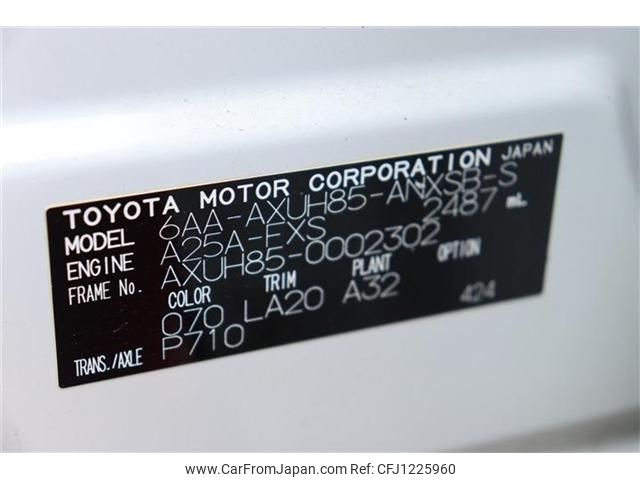 TOYOTA MOTOR CORPORATION JAPAN
MODEL 6AA-AXUH85-ANXSB-S
ENGINE A25A-FXS 2487 mL
FRAME No. AXUH85-0002302
COLOR TRIM PLANT OPTION
070 LA20 A32 424
TRANS./AXLE P710
www.CarFromJapan.com | Ref: CFJ1225960